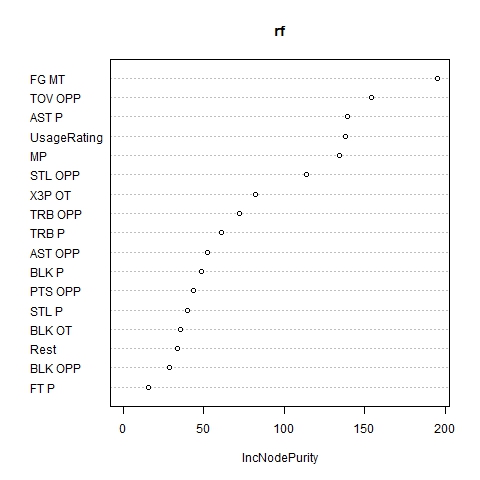 rf
FG MT
TOV OPP
AST P
UsageRating
MP
STL OPP
X3P OT
TRB OPP
TRB P
AST OPP
BLK P
PTS OPP
STL P
BLK OT
Rest
BLK OPP
FT P
0 50 100 150 200
IncNodePurity